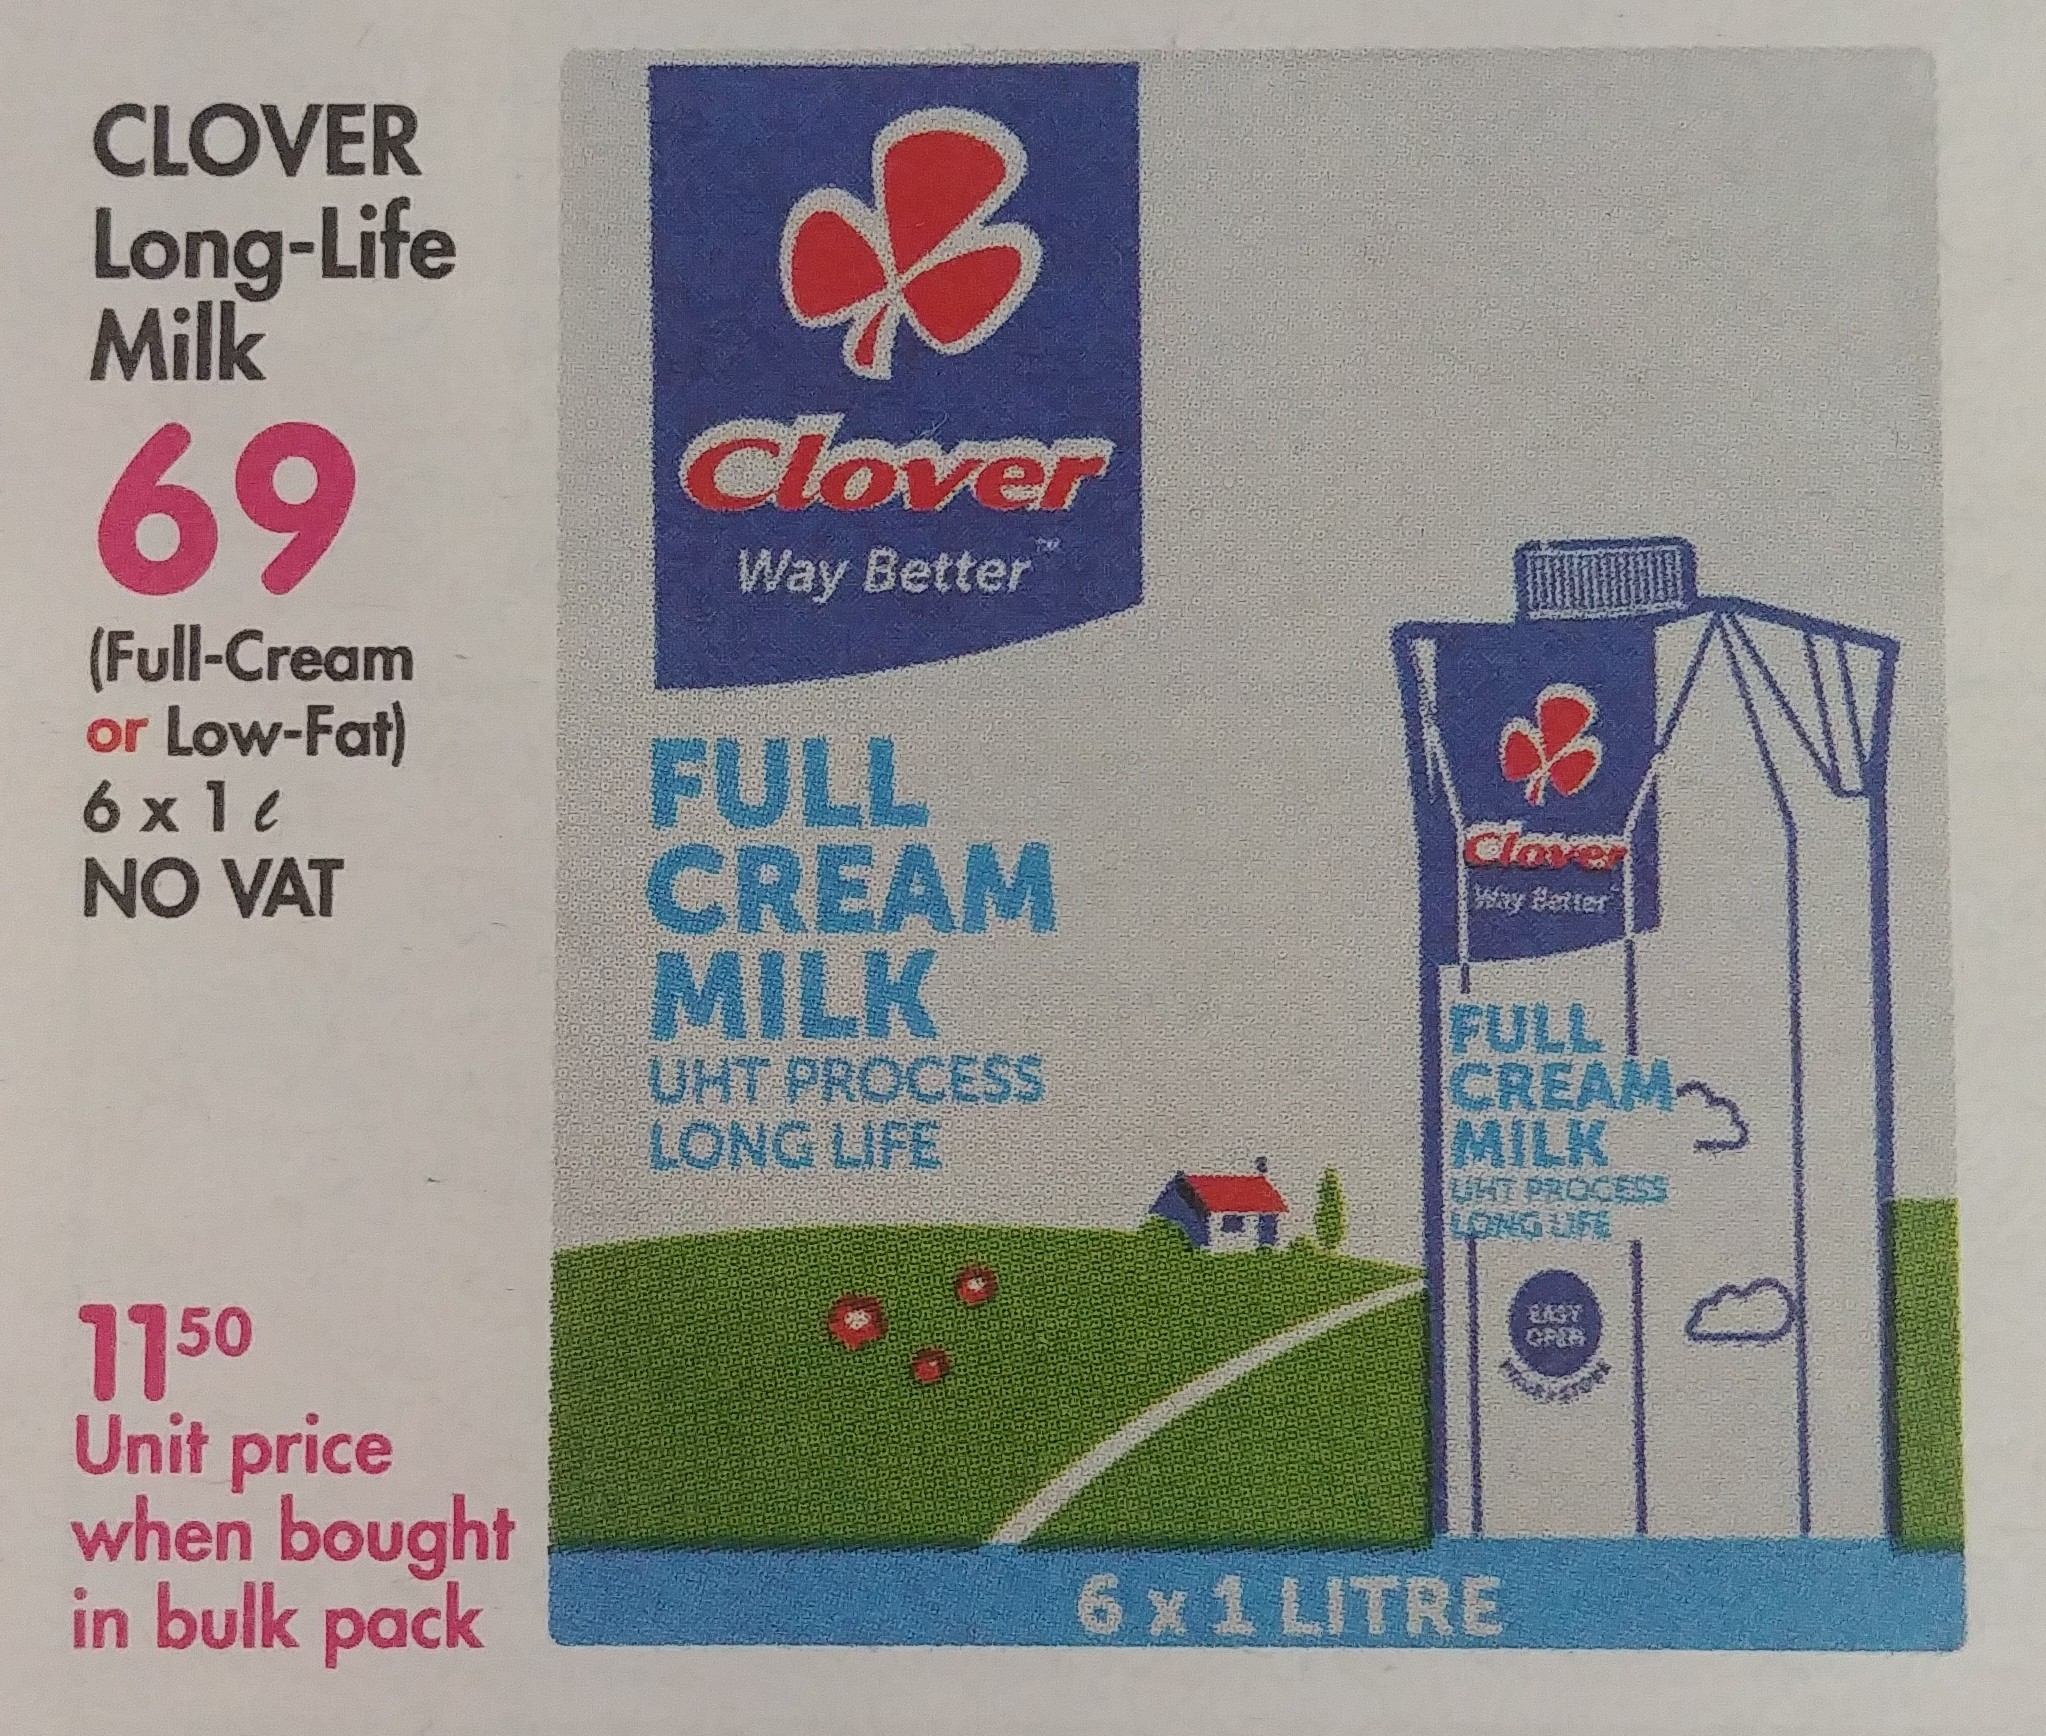 CLOVER
Long-Life
Milk
69
(Full-Cream
or Low-Fat)
6 x 1 ℓ
NO VAT
11 50
Unit price
when bought
in bulk pack
Clover
Way Better™
FULL
CREAM
MILK
UHT PROCESS
LONG LIFE
Clover
Way Better
FULL
CREAM
MILK
UHT PROCESS
LONG LIFE
EASY
OPEN
6 x 1 LITRE